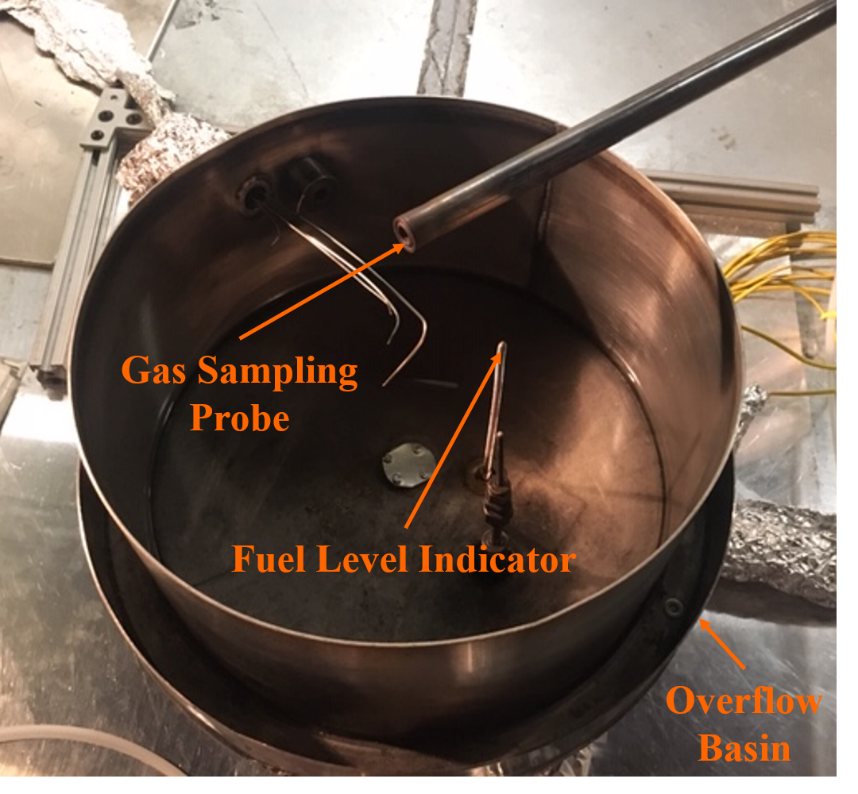 Gas Sampling
Probe
Fuel Level Indicator
Overflow
Basin